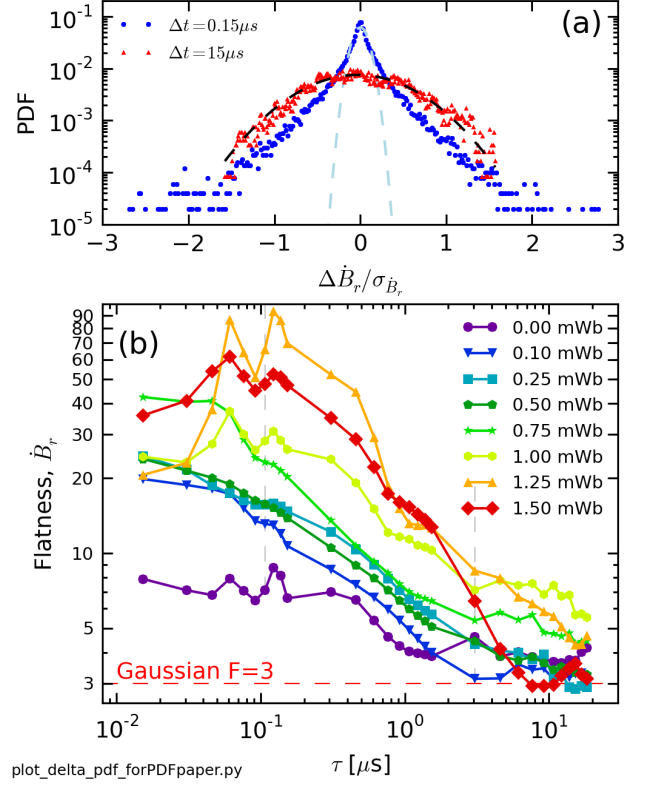 (a)
Δt=0.15μs
Δt=15μs
PDF
10⁻¹
10⁻²
10⁻³
10⁻⁴
10⁻⁵
−3 −2 −1 0 1 2 3
ΔḂᵣ/σ_Ḃᵣ
(b)
Flatness, Ḃᵣ
90
80
70
60
50
40
30
20
10
5
3
0.00 mWb
0.10 mWb
0.25 mWb
0.50 mWb
0.75 mWb
1.00 mWb
1.25 mWb
1.50 mWb
Gaussian F=3
10⁻² 10⁻¹ 10⁰ 10¹
τ [μs]
plot_delta_pdf_forPDFpaper.py